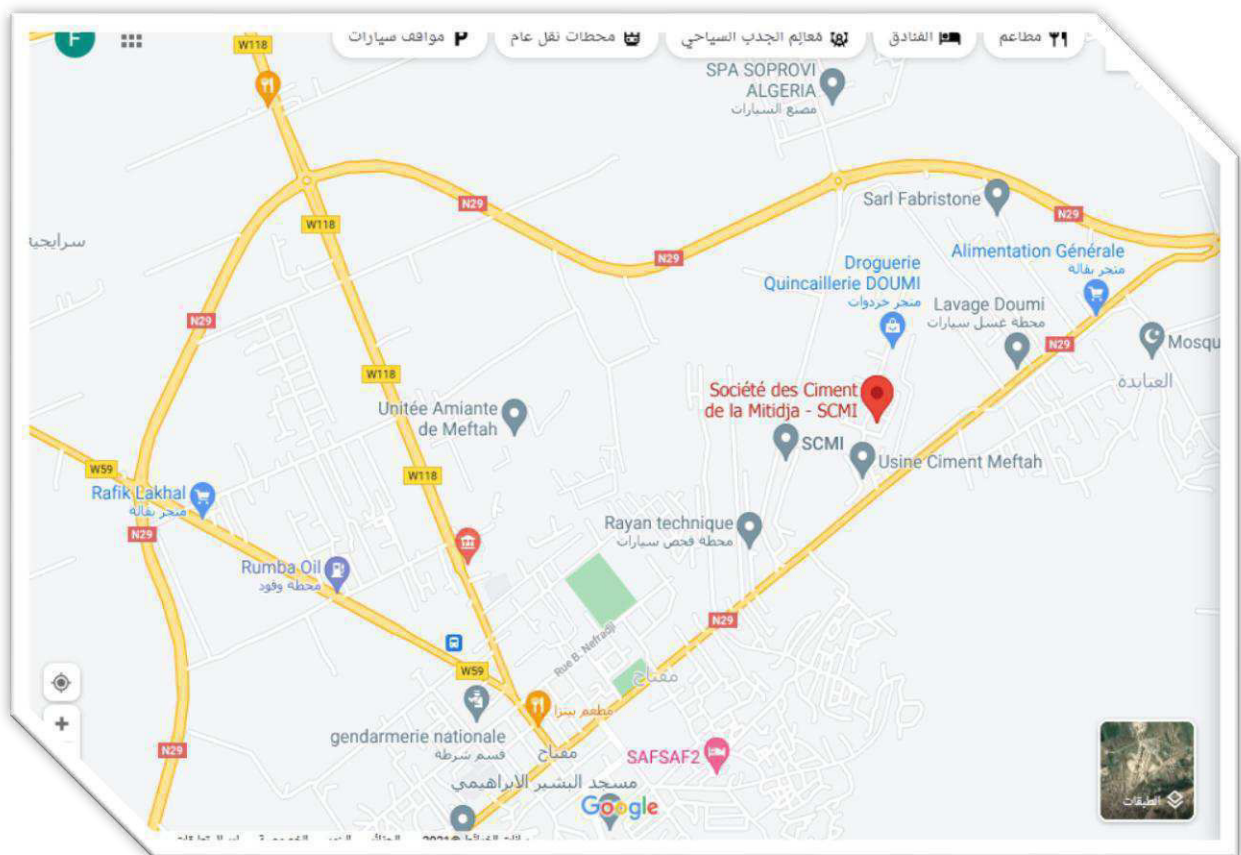 F
مواقف سيارات
محطات نقل عام
مَعالِم الجذب السياحي
الفنادق
مطاعم
W118
SPA SOPROVI
ALGERIA
مصنع السيارات
Sarl Fabristone
N29
W118
N29
سرايجية
N29
Alimentation Générale
متجر بقالة
Droguerie
Quincaillerie DOUMI
متجر خردوات
Lavage Doumi
محطة غسل سيارات
N29
N29
Mosqu
العبابدة
W118
Société des Ciment
de la Mitidja - SCMI
Unitée Amiante
de Meftah
SCMI
Usine Ciment Meftah
W59
W118
Rafik Lakhal
متجر بقالة
N29
Rayan technique
محطة فحص سيارات
Rumba Oil
محطة وقود
N29
Rue B. Nefradji
W59
مفتاح
مطعم بيتزا
gendarmerie nationale
قسم شرطة
مفتاح
N29
SAFSAF2
مسجد البشير الابراهيمي
Google
الطبقات